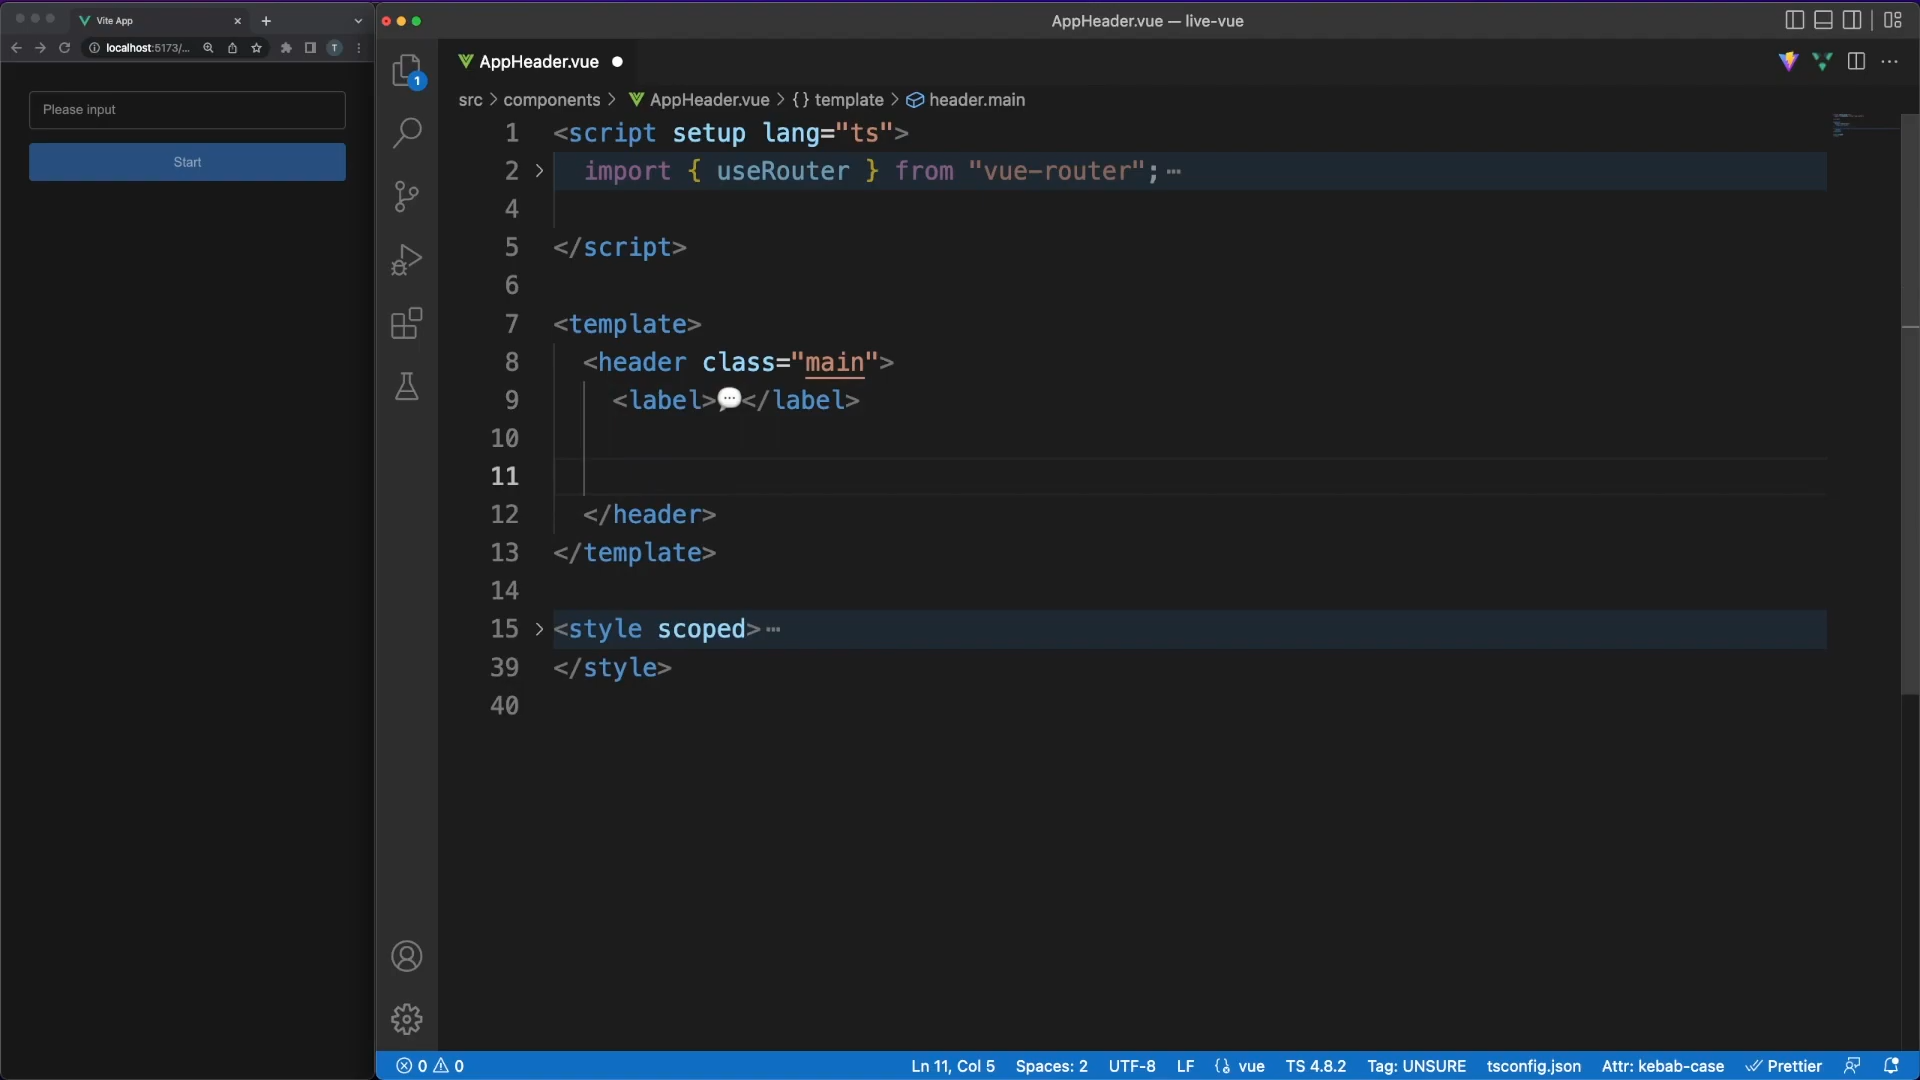 Vite App
localhost:5173/...
T
Please input
Start
AppHeader.vue — live-vue
1
AppHeader.vue
src > components > AppHeader.vue > {} template > header.main
1 <script setup lang="ts">
2 import { useRouter } from "vue-router";
4
5 </script>
6
7 <template>
8 <header class="main">
9 <label>💬</label>
10
11
12 </header>
13 </template>
14
15 <style scoped>
39 </style>
40
0 0 Ln 11, Col 5 Spaces: 2 UTF-8 LF vue TS 4.8.2 Tag: UNSURE tsconfig.json Attr: kebab-case Prettier